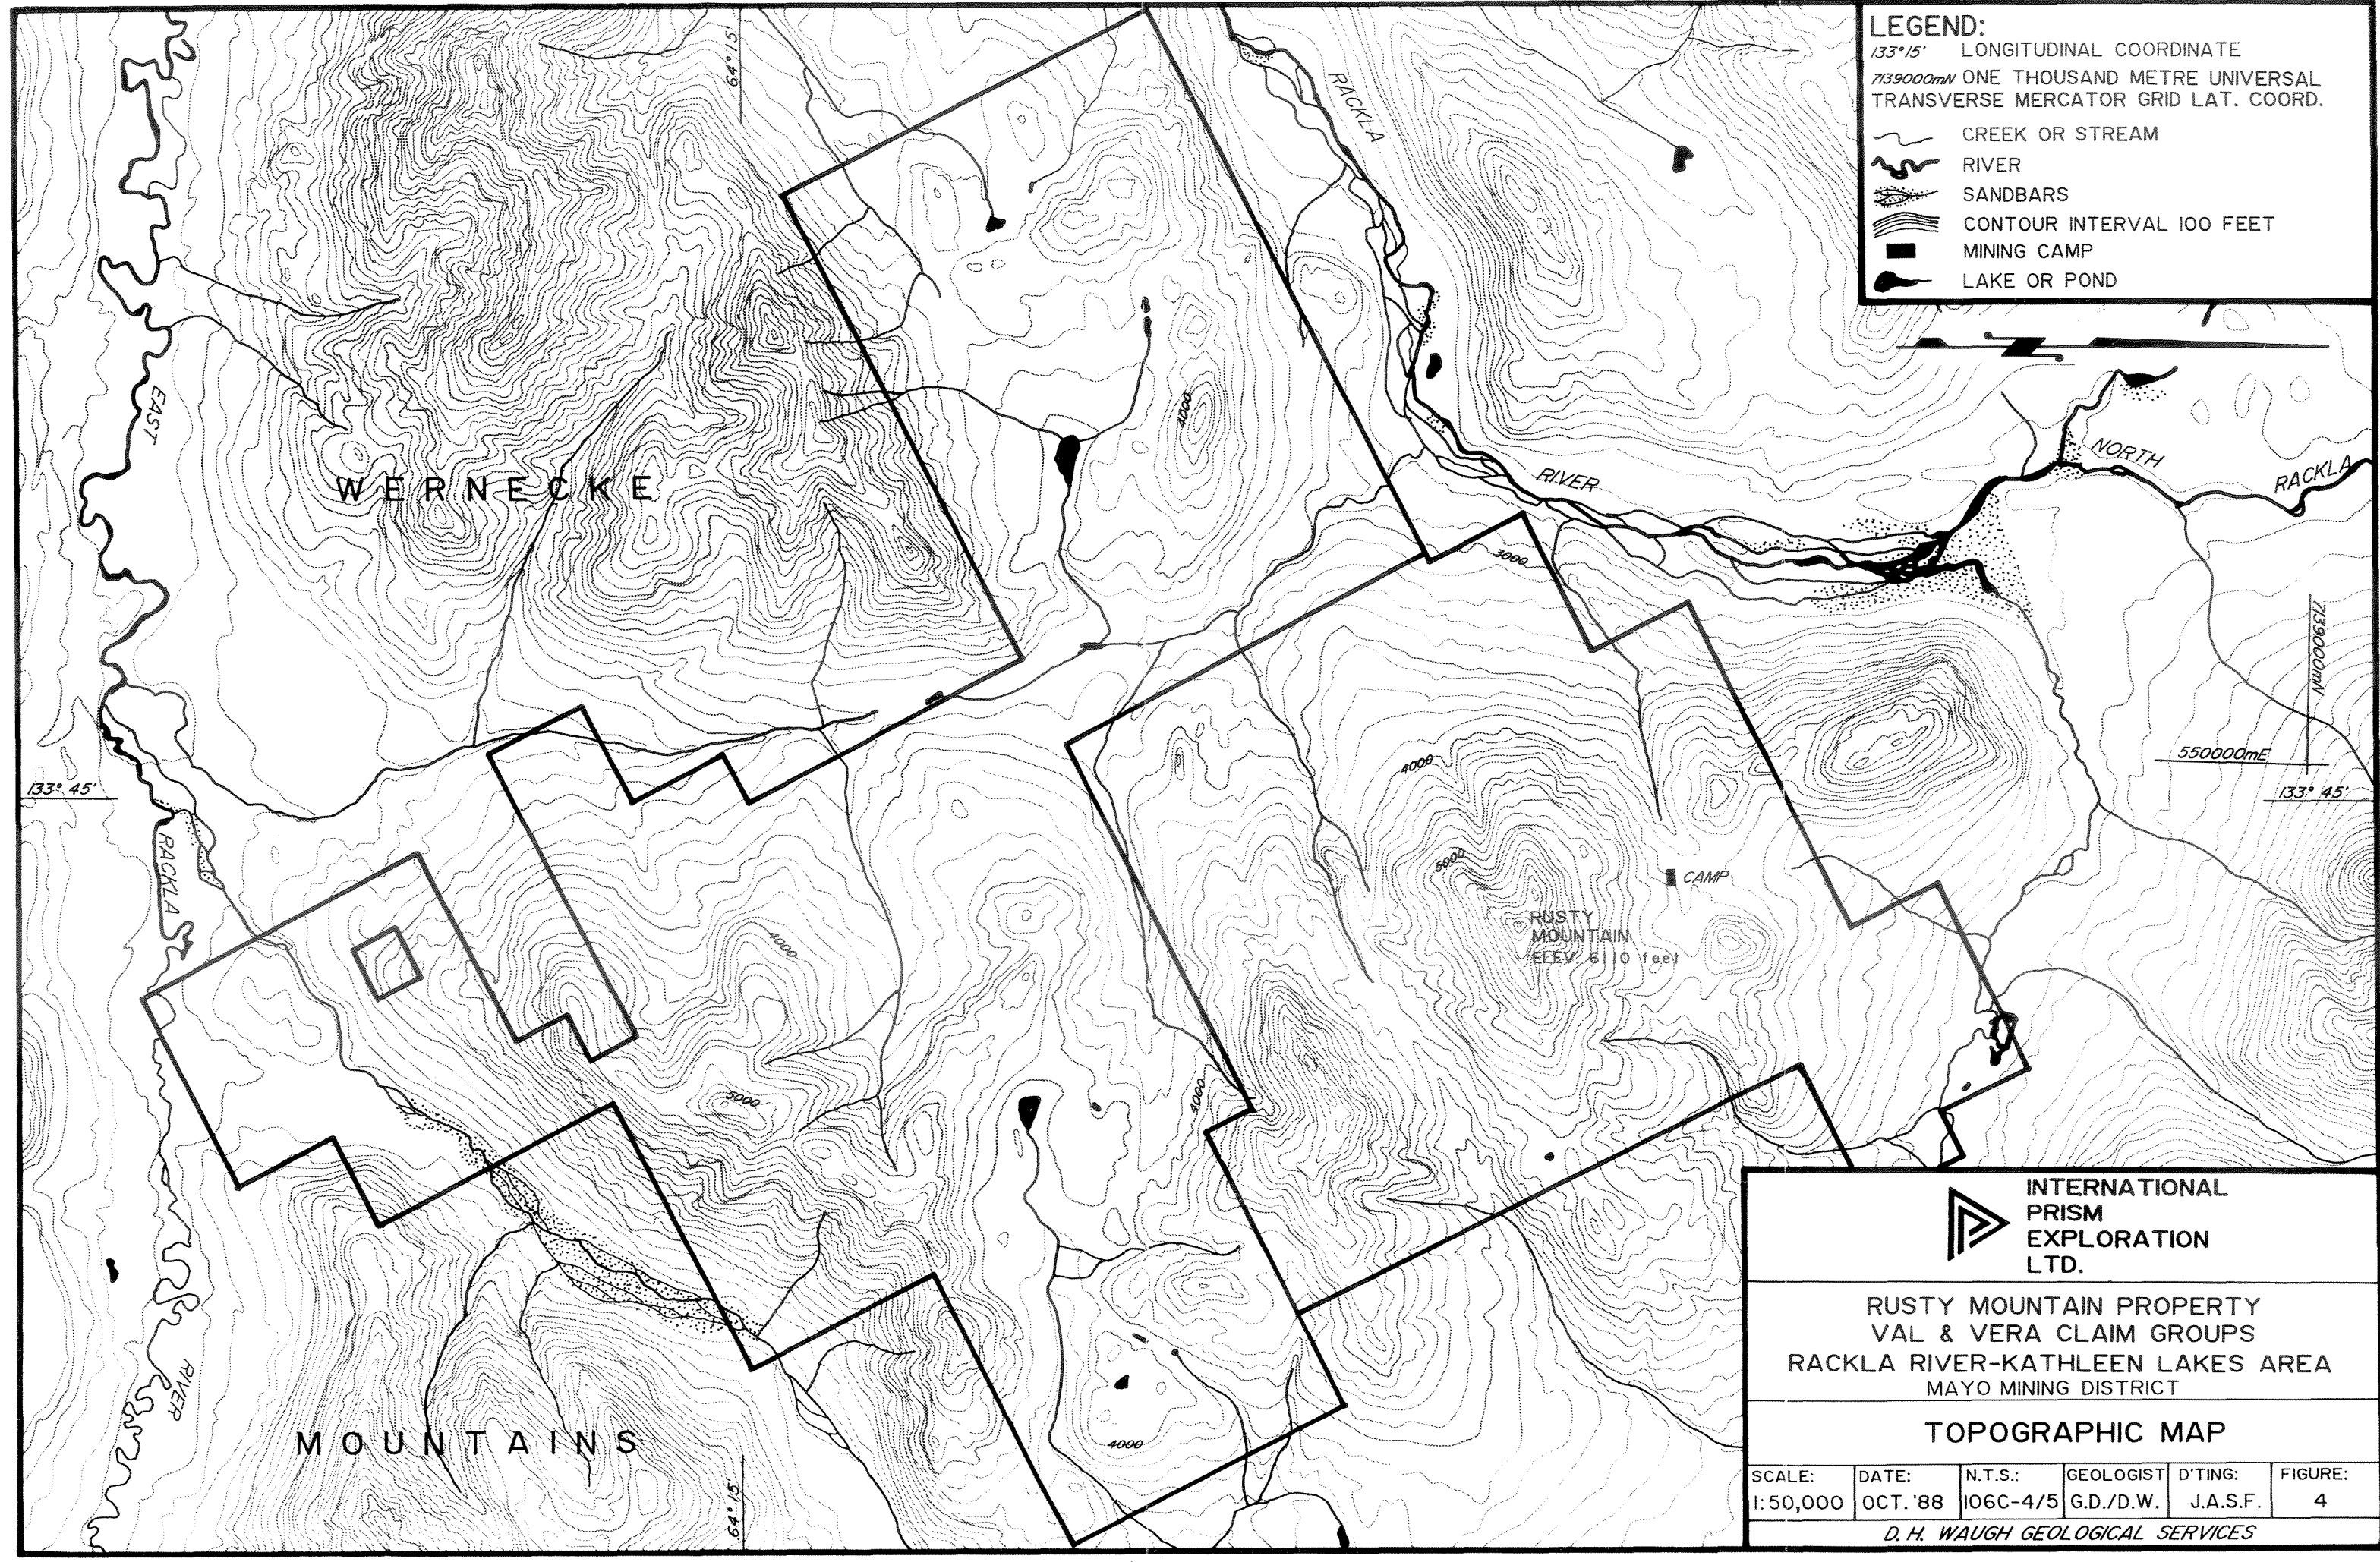 LEGEND:
133°15' LONGITUDINAL COORDINATE
7139000mN ONE THOUSAND METRE UNIVERSAL
TRANSVERSE MERCATOR GRID LAT. COORD.
CREEK OR STREAM
RIVER
SANDBARS
CONTOUR INTERVAL 100 FEET
MINING CAMP
LAKE OR POND
64°15'
RACKLA
EAST
4000
WERNECKE
RIVER
NORTH
RACKLA
3000
7139000mN
550000mE
133° 45'
133° 45'
4000
RACKLA
5000
CAMP
RUSTY
MOUNTAIN
ELEV. 6110 feet
4000
5000
4000
RIVER
MOUNTAINS
4000
64°15'
INTERNATIONAL
PRISM
EXPLORATION
LTD.
RUSTY MOUNTAIN PROPERTY
VAL & VERA CLAIM GROUPS
RACKLA RIVER-KATHLEEN LAKES AREA
MAYO MINING DISTRICT
TOPOGRAPHIC MAP
SCALE: DATE: N.T.S.: GEOLOGIST D'TING: FIGURE:
1:50,000 OCT. '88 106C-4/5 G.D./D.W. J.A.S.F. 4
D. H. WAUGH GEOLOGICAL SERVICES